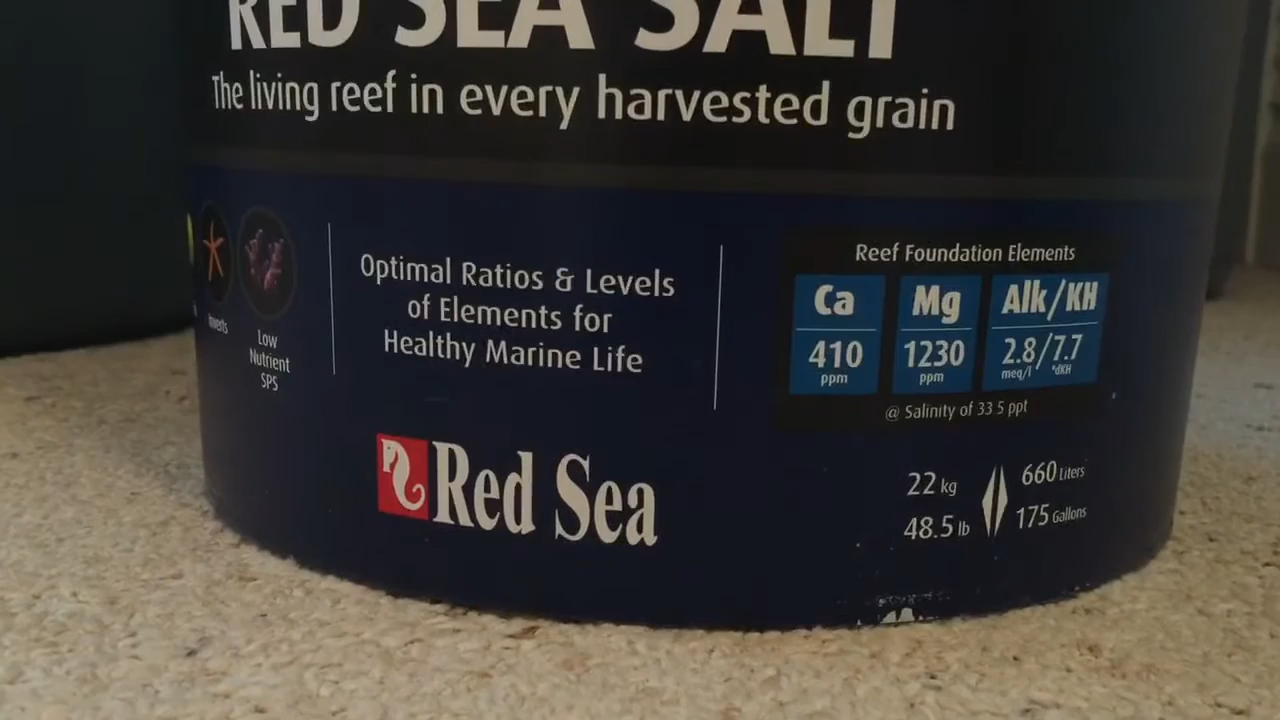 RED SEA SALT
The living reef in every harvested grain
Inverts
Low
Nutrient
SPS
Optimal Ratios & Levels
of Elements for
Healthy Marine Life
Reef Foundation Elements
Ca
410
ppm
Mg
1230
ppm
Alk/KH
2.8/7.7
meq/l °dKH
@ Salinity of 33 5 ppt
Red Sea
22 kg
48.5 lb
660 Liters
175 Gallons